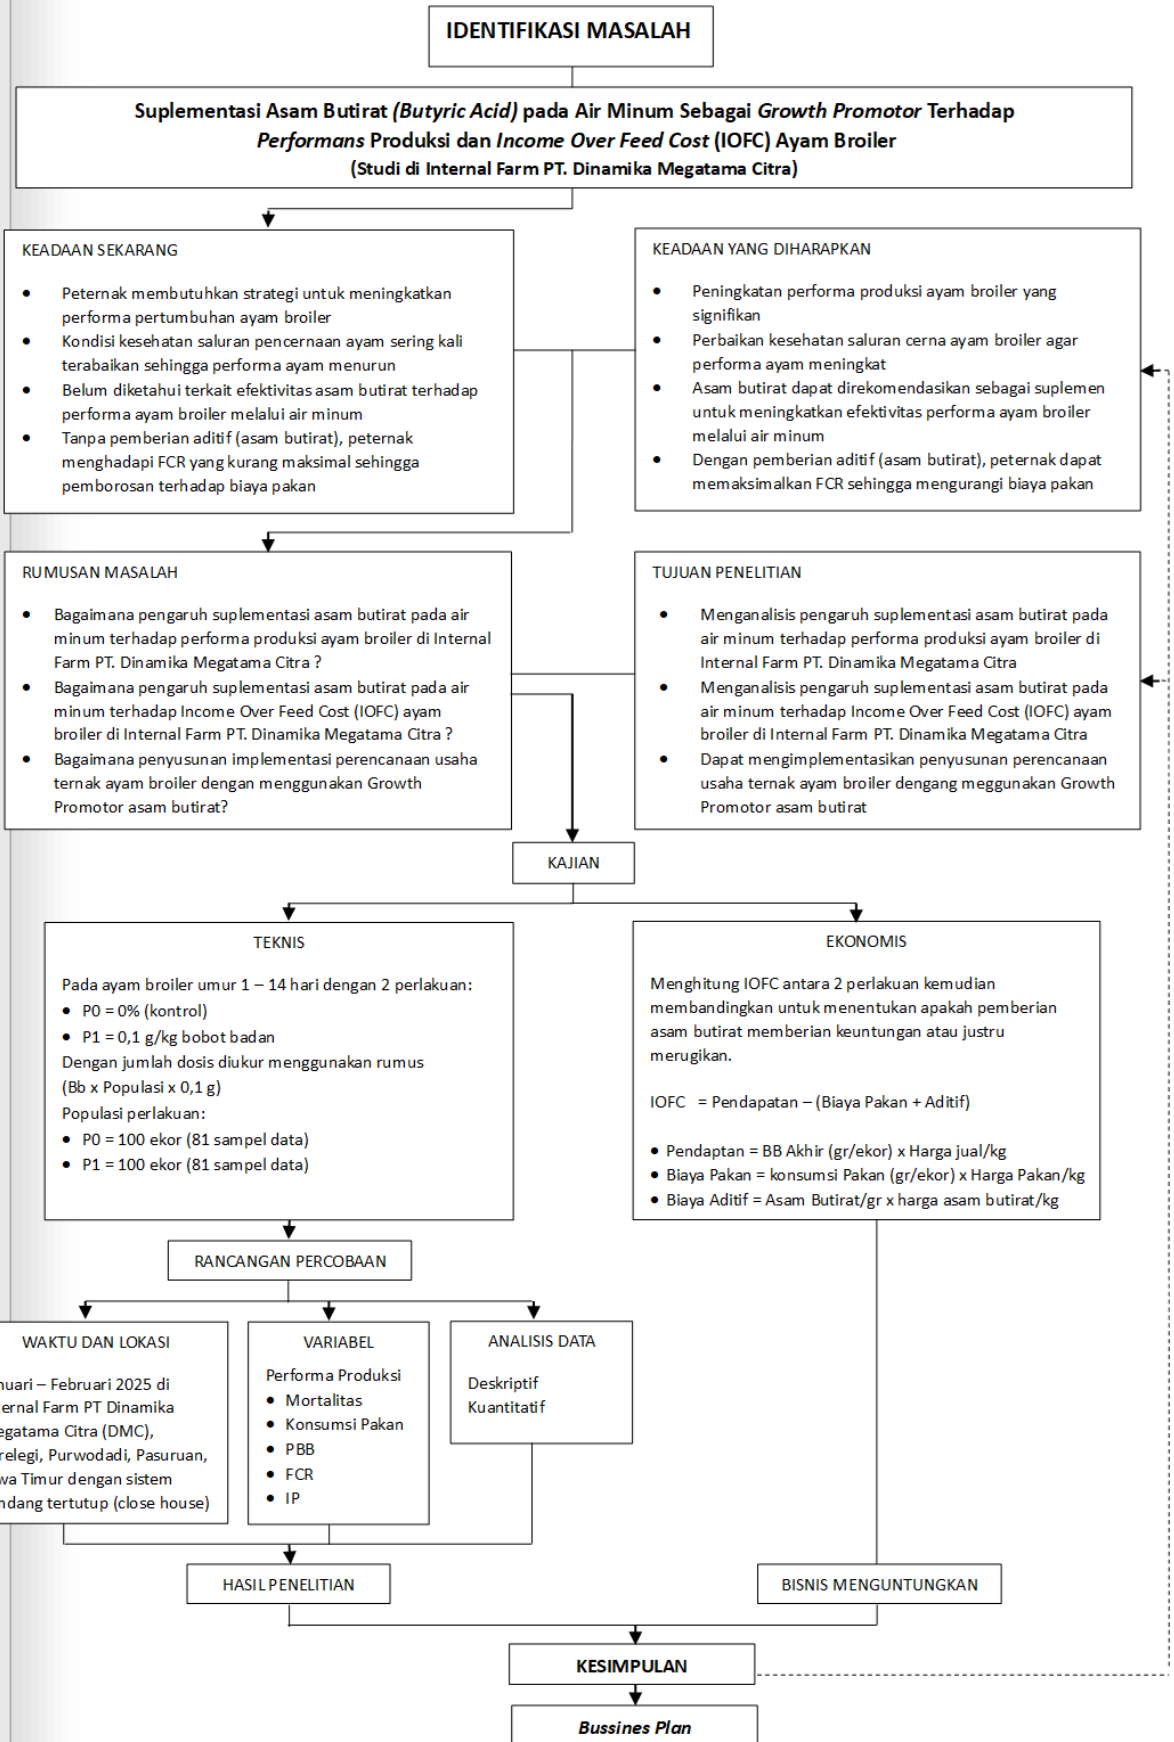 IDENTIFIKASI MASALAH
Suplementasi Asam Butirat (Butyric Acid) pada Air Minum Sebagai Growth Promotor Terhadap
Performans Produksi dan Income Over Feed Cost (IOFC) Ayam Broiler
(Studi di Internal Farm PT. Dinamika Megatama Citra)
KEADAAN SEKARANG
• Peternak membutuhkan strategi untuk meningkatkan
performa pertumbuhan ayam broiler
• Kondisi kesehatan saluran pencernaan ayam sering kali
terabaikan sehingga performa ayam menurun
• Belum diketahui terkait efektivitas asam butirat terhadap
performa ayam broiler melalui air minum
• Tanpa pemberian aditif (asam butirat), peternak
menghadapi FCR yang kurang maksimal sehingga
pemborosan terhadap biaya pakan
KEADAAN YANG DIHARAPKAN
• Peningkatan performa produksi ayam broiler yang
signifikan
• Perbaikan kesehatan saluran cerna ayam broiler agar
performa ayam meningkat
• Asam butirat dapat direkomendasikan sebagai suplemen
untuk meningkatkan efektivitas performa ayam broiler
melalui air minum
• Dengan pemberian aditif (asam butirat), peternak dapat
memaksimalkan FCR sehingga mengurangi biaya pakan
RUMUSAN MASALAH
• Bagaimana pengaruh suplementasi asam butirat pada air
minum terhadap performa produksi ayam broiler di Internal
Farm PT. Dinamika Megatama Citra ?
• Bagaimana pengaruh suplementasi asam butirat pada air
minum terhadap Income Over Feed Cost (IOFC) ayam
broiler di Internal Farm PT. Dinamika Megatama Citra ?
• Bagaimana penyusunan implementasi perencanaan usaha
ternak ayam broiler dengan menggunakan Growth
Promotor asam butirat?
TUJUAN PENELITIAN
• Menganalisis pengaruh suplementasi asam butirat pada
air minum terhadap performa produksi ayam broiler di
Internal Farm PT. Dinamika Megatama Citra
• Menganalisis pengaruh suplementasi asam butirat pada
air minum terhadap Income Over Feed Cost (IOFC) ayam
broiler di Internal Farm PT. Dinamika Megatama Citra
• Dapat mengimplementasikan penyusunan perencanaan
usaha ternak ayam broiler dengang meggunakan Growth
Promotor asam butirat
KAJIAN
TEKNIS
Pada ayam broiler umur 1 – 14 hari dengan 2 perlakuan:
• P0 = 0% (kontrol)
• P1 = 0,1 g/kg bobot badan
Dengan jumlah dosis diukur menggunakan rumus
(Bb x Populasi x 0,1 g)
Populasi perlakuan:
• P0 = 100 ekor (81 sampel data)
• P1 = 100 ekor (81 sampel data)
EKONOMIS
Menghitung IOFC antara 2 perlakuan kemudian
membandingkan untuk menentukan apakah pemberian
asam butirat memberian keuntungan atau justru
merugikan.
IOFC = Pendapatan – (Biaya Pakan + Aditif)
• Pendaptan = BB Akhir (gr/ekor) x Harga jual/kg
• Biaya Pakan = konsumsi Pakan (gr/ekor) x Harga Pakan/kg
• Biaya Aditif = Asam Butirat/gr x harga asam butirat/kg
RANCANGAN PERCOBAAN
WAKTU DAN LOKASI
nuari – Februari 2025 di
ernal Farm PT Dinamika
egatama Citra (DMC),
relegi, Purwodadi, Pasuruan,
wa Timur dengan sistem
ndang tertutup (close house)
VARIABEL
Performa Produksi
• Mortalitas
• Konsumsi Pakan
• PBB
• FCR
• IP
ANALISIS DATA
Deskriptif
Kuantitatif
HASIL PENELITIAN
BISNIS MENGUNTUNGKAN
KESIMPULAN
Bussines Plan